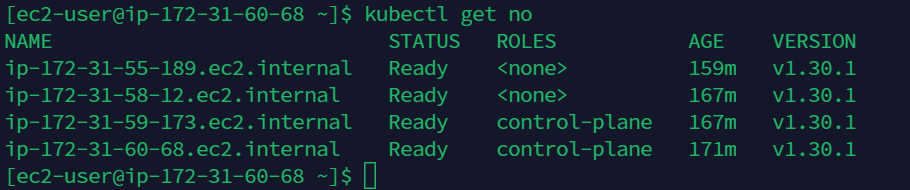 [ec2-user@ip-172-31-60-68 ~]$ kubectl get no
NAME                            STATUS   ROLES           AGE    VERSION
ip-172-31-55-189.ec2.internal   Ready    <none>          159m   v1.30.1
ip-172-31-58-12.ec2.internal    Ready    <none>          167m   v1.30.1
ip-172-31-59-173.ec2.internal   Ready    control-plane   167m   v1.30.1
ip-172-31-60-68.ec2.internal    Ready    control-plane   171m   v1.30.1
[ec2-user@ip-172-31-60-68 ~]$